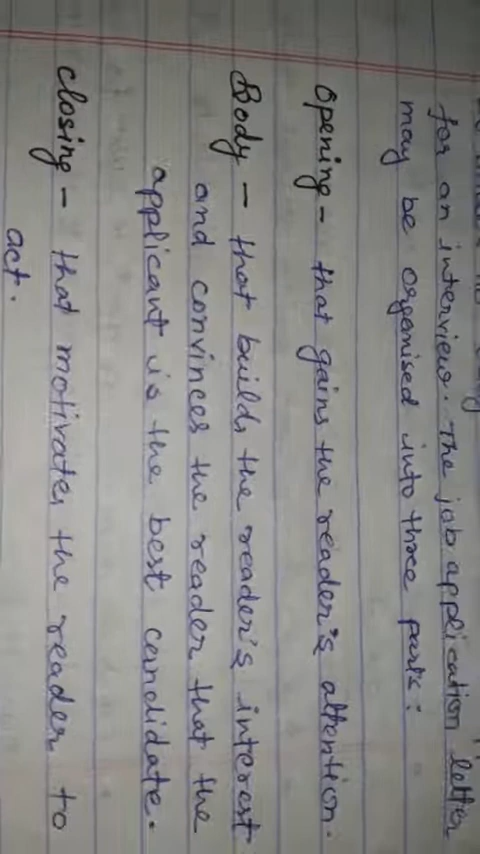 for an interview. The job application letter
may be organised into three parts:
Opening - that gains the reader's attention.
Body - that builds the reader's interest
and convinces the reader that the
applicant is the best candidate.
Closing - that motivates the reader to
act.